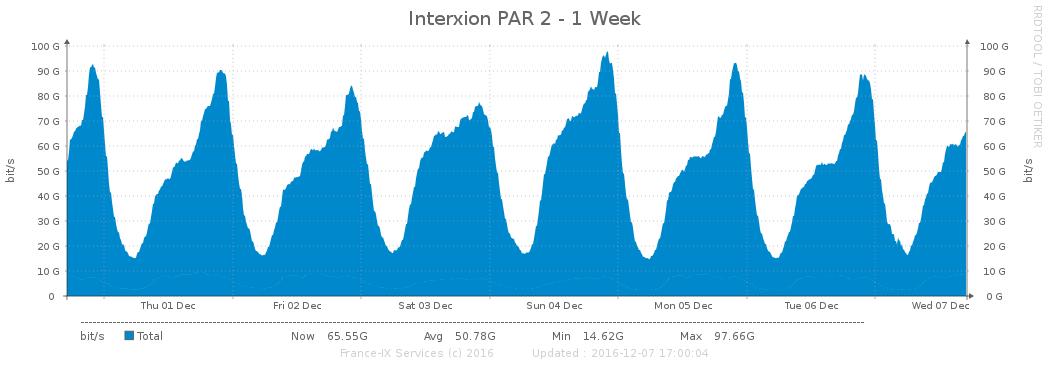 Interxion PAR 2 - 1 Week
RRDTOOL / TOBI OETIKER
100 G 100 G
90 G 90 G
80 G 80 G
70 G 70 G
60 G 60 G
50 G 50 G
40 G 40 G
30 G 30 G
20 G 20 G
10 G 10 G
0 0 G
bit/s
bit/s
Thu 01 Dec Fri 02 Dec Sat 03 Dec Sun 04 Dec Mon 05 Dec Tue 06 Dec Wed 07 Dec
bit/s Total Now 65.55G Avg 50.78G Min 14.62G Max 97.66G
France-IX Services (c) 2016 Updated : 2016-12-07 17:00:04